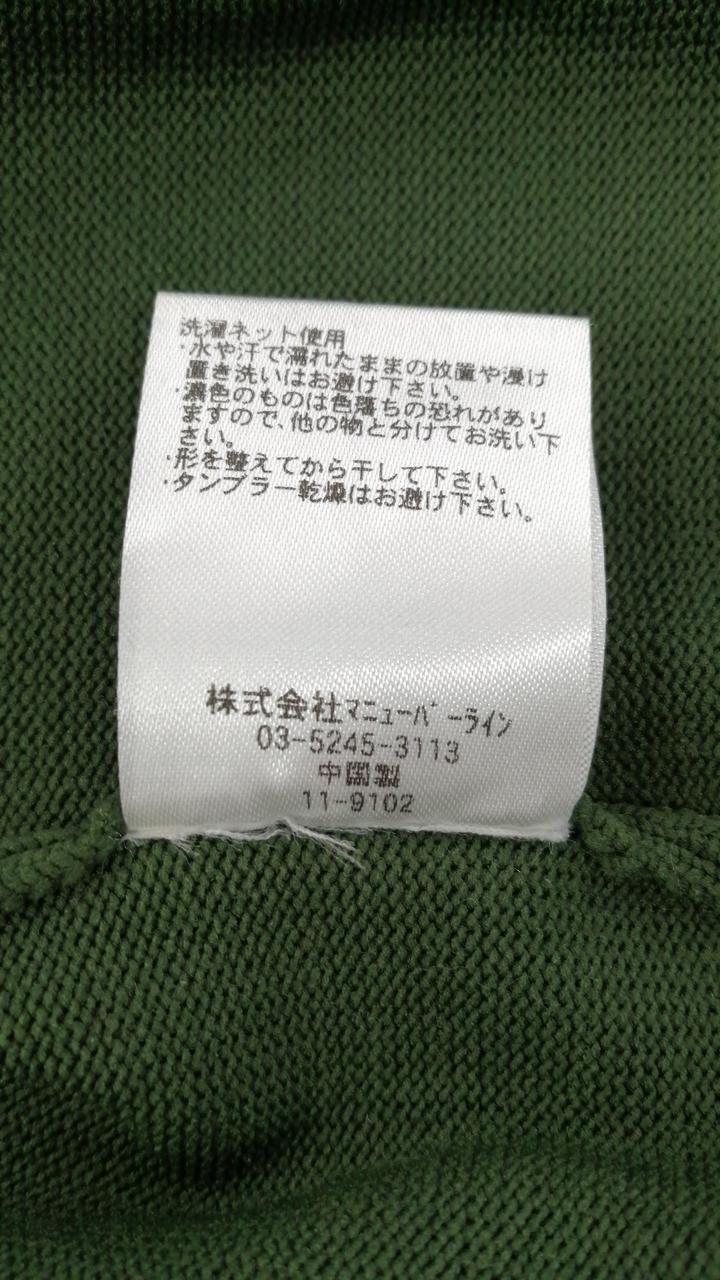 洗濯ネット使用
・水や汗で濡れたままの放置や浸け
置き洗いはお避け下さい。
・濃色のものは色落ちの恐れがあり
ますので、他の物と分けてお洗い下
さい。
・形を整えてから干して下さい。
・タンブラー乾燥はお避け下さい。
株式会社マニューバーライン
03-5245-3113
中国製
11-9102